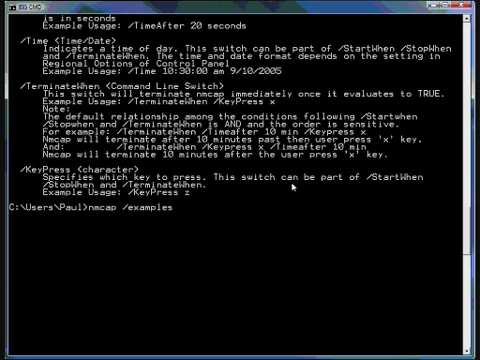 BIG CMD
is in seconds
Example Usage: /TimeAfter 20 seconds
/Time <Time/Date>
Indicates a time of day. This switch can be part of /StartWhen /StopWhen
and /TerminateWhen. The time and date format depends on the setting in
Regional Options of Control Panel
Example Usage: /Time 10:30:00 am 9/10/2005
/TerminateWhen <Command Line Switch>
This switch will terminate nmcap immediately once it evaluates to TRUE.
Example Usage: /TerminateWhen /KeyPress x
Note:
The default relationship among the conditions following /Startwhen
/Stopwhen and /TerminateWhen is AND and the order is sensitive.
For example: /TerminateWhen /Timeafter 10 min /Keypress x
Nmcap will terminate after 10 minutes past then user press 'x' key.
And: /TerminateWhen /Keypress x /Timeafter 10 min
Nmcap will terminate 10 minutes after the user press 'x' key.
/KeyPress <character>
Specifies which key to press. This switch can be part of /StartWhen
/StopWhen and /TerminateWhen.
Example Usage: /KeyPress z
C:\Users\Paul>nmcap /examples